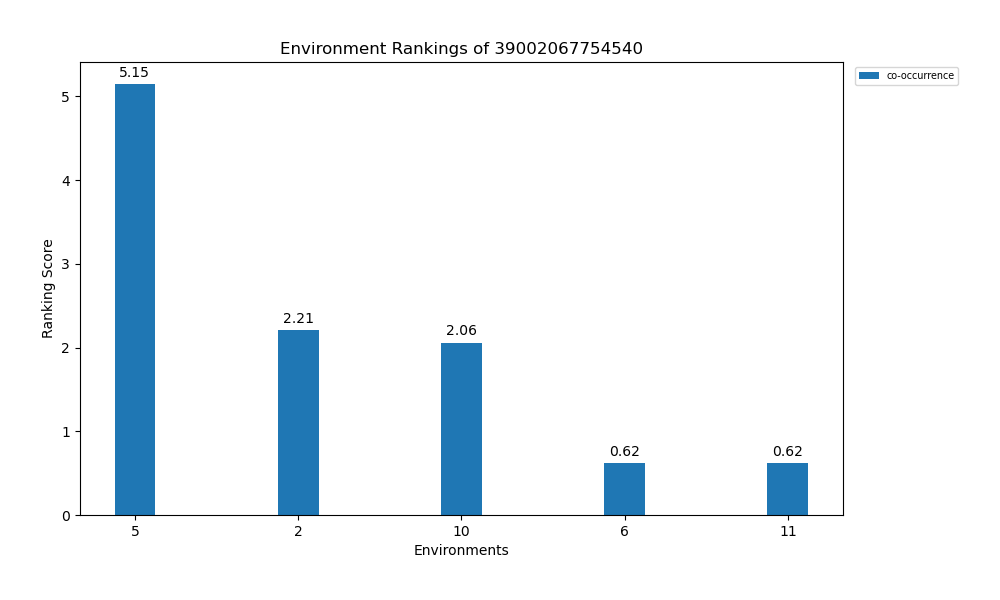 Environment Rankings of 39002067754540
co-occurrence
Ranking Score
5
4
3
2
1
0
5.15
2.21
2.06
0.62
0.62
5 2 10 6 11
Environments